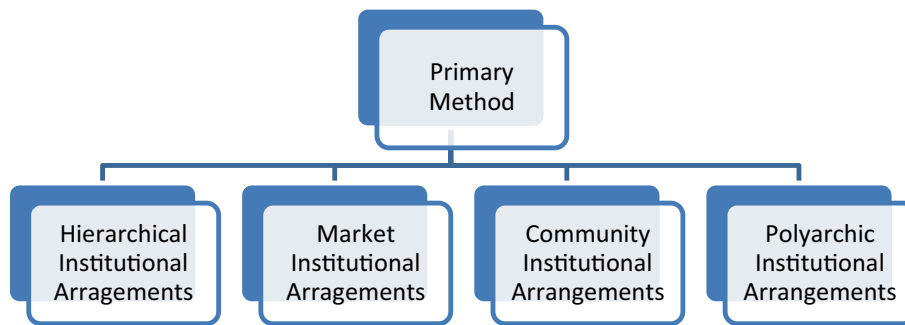 Primary
Method
Hierarchical
Institutional
Arragements
Market
Institutional
Arragements
Community
Institutional
Arrangements
Polyarchic
Institutional
Arrangements